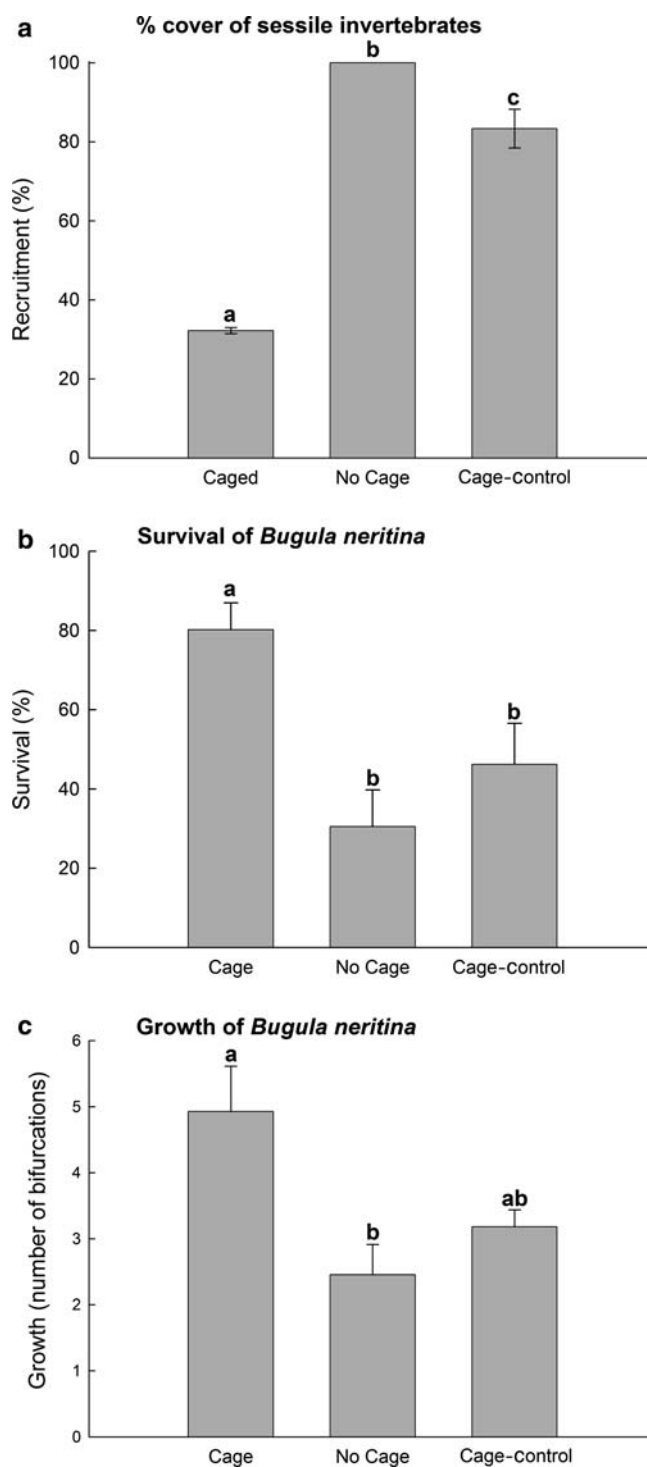 a
% cover of sessile invertebrates
Recruitment (%)
100
80
60
40
20
0
a
b
c
Caged
No Cage
Cage-control
b
Survival of Bugula neritina
Survival (%)
100
80
60
40
20
0
a
b
b
Cage
No Cage
Cage-control
c
Growth of Bugula neritina
Growth (number of bifurcations)
6
5
4
3
2
1
0
a
b
ab
Cage
No Cage
Cage-control